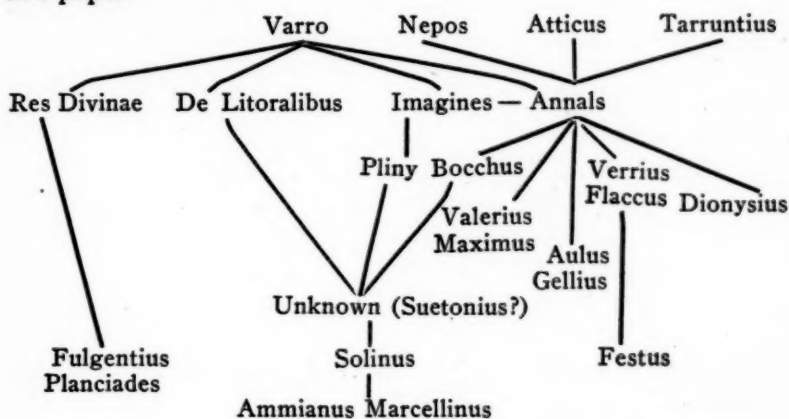 Varro Nepos Atticus Tarruntius
Res Divinae De Litoralibus Imagines — Annals
Pliny Bocchus Verrius
Flaccus Dionysius
Valerius
Maximus
Aulus
Gellius
Unknown (Suetonius?)
Fulgentius Solinus Festus
Planciades
Ammianus Marcellinus